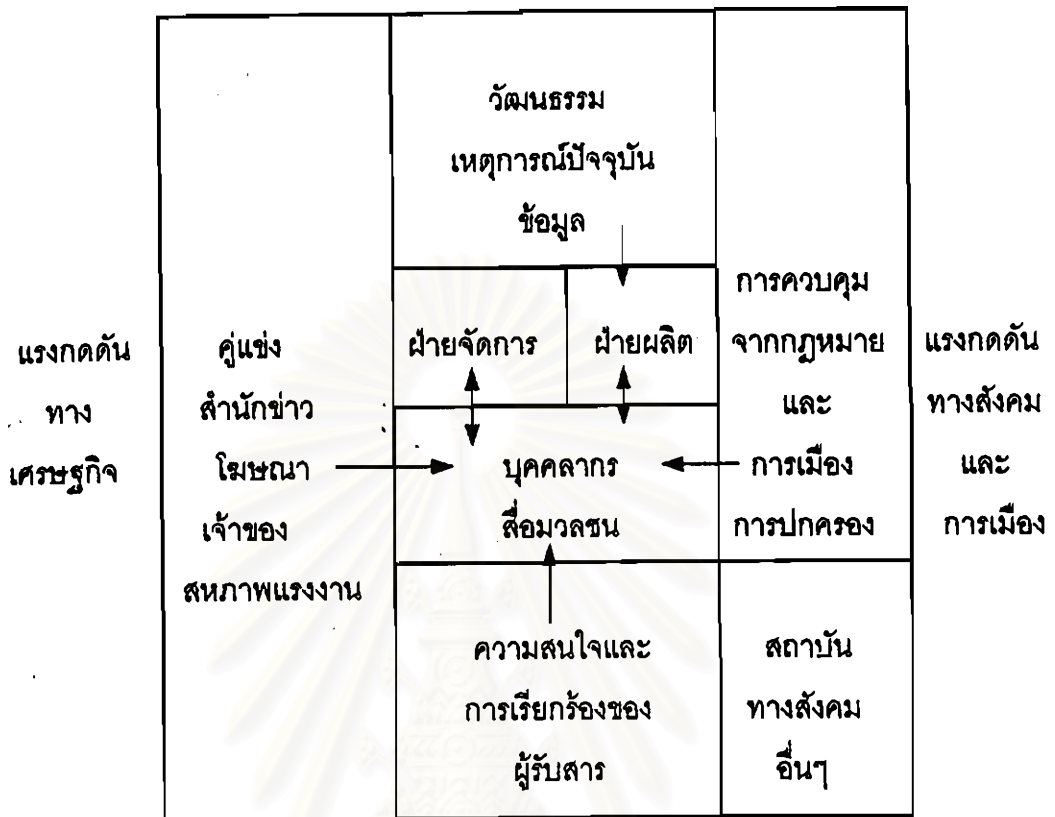 วัฒนธรรม
เหตุการณ์ปัจจุบัน
ข้อมูล
แรงกดดัน
ทาง
เศรษฐกิจ
คู่แข่ง
สำนักข่าว
โฆษณา
เจ้าของ
สหภาพแรงงาน
ฝ่ายจัดการ
ฝ่ายผลิต
บุคคลากร
สื่อมวลชน
การควบคุม
จากกฎหมาย
และ
การเมือง
การปกครอง
แรงกดดัน
ทางสังคม
และ
การเมือง
ความสนใจและ
การเรียกร้องของ
ผู้รับสาร
สถาบัน
ทางสังคม
อื่นๆ